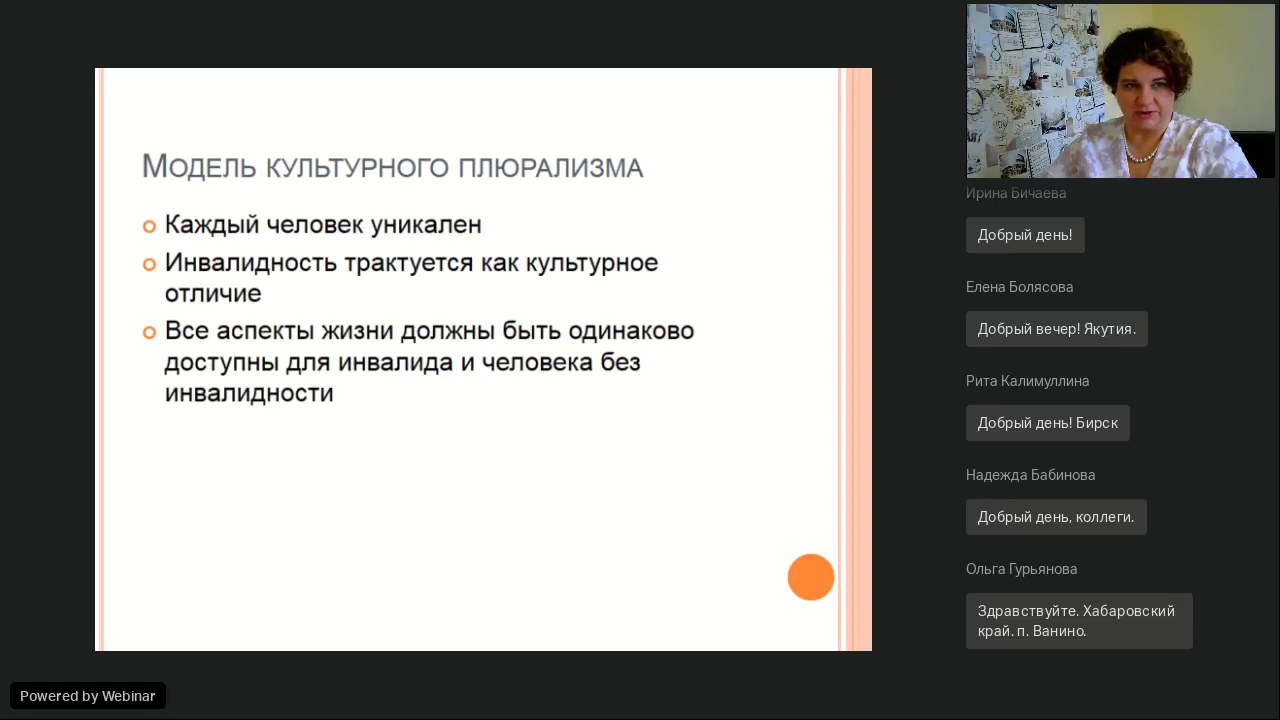 Модель культурного плюрализма
Каждый человек уникален
Инвалидность трактуется как культурное
отличие
Все аспекты жизни должны быть одинаково
доступны для инвалида и человека без
инвалидности
Ирина Бичаева
Добрый день!
Елена Болясова
Добрый вечер! Якутия.
Рита Калимуллина
Добрый день! Бирск
Надежда Бабинова
Добрый день, коллеги.
Ольга Гурьянова
Здравствуйте. Хабаровский
край. п. Ванино.
Powered by Webinar